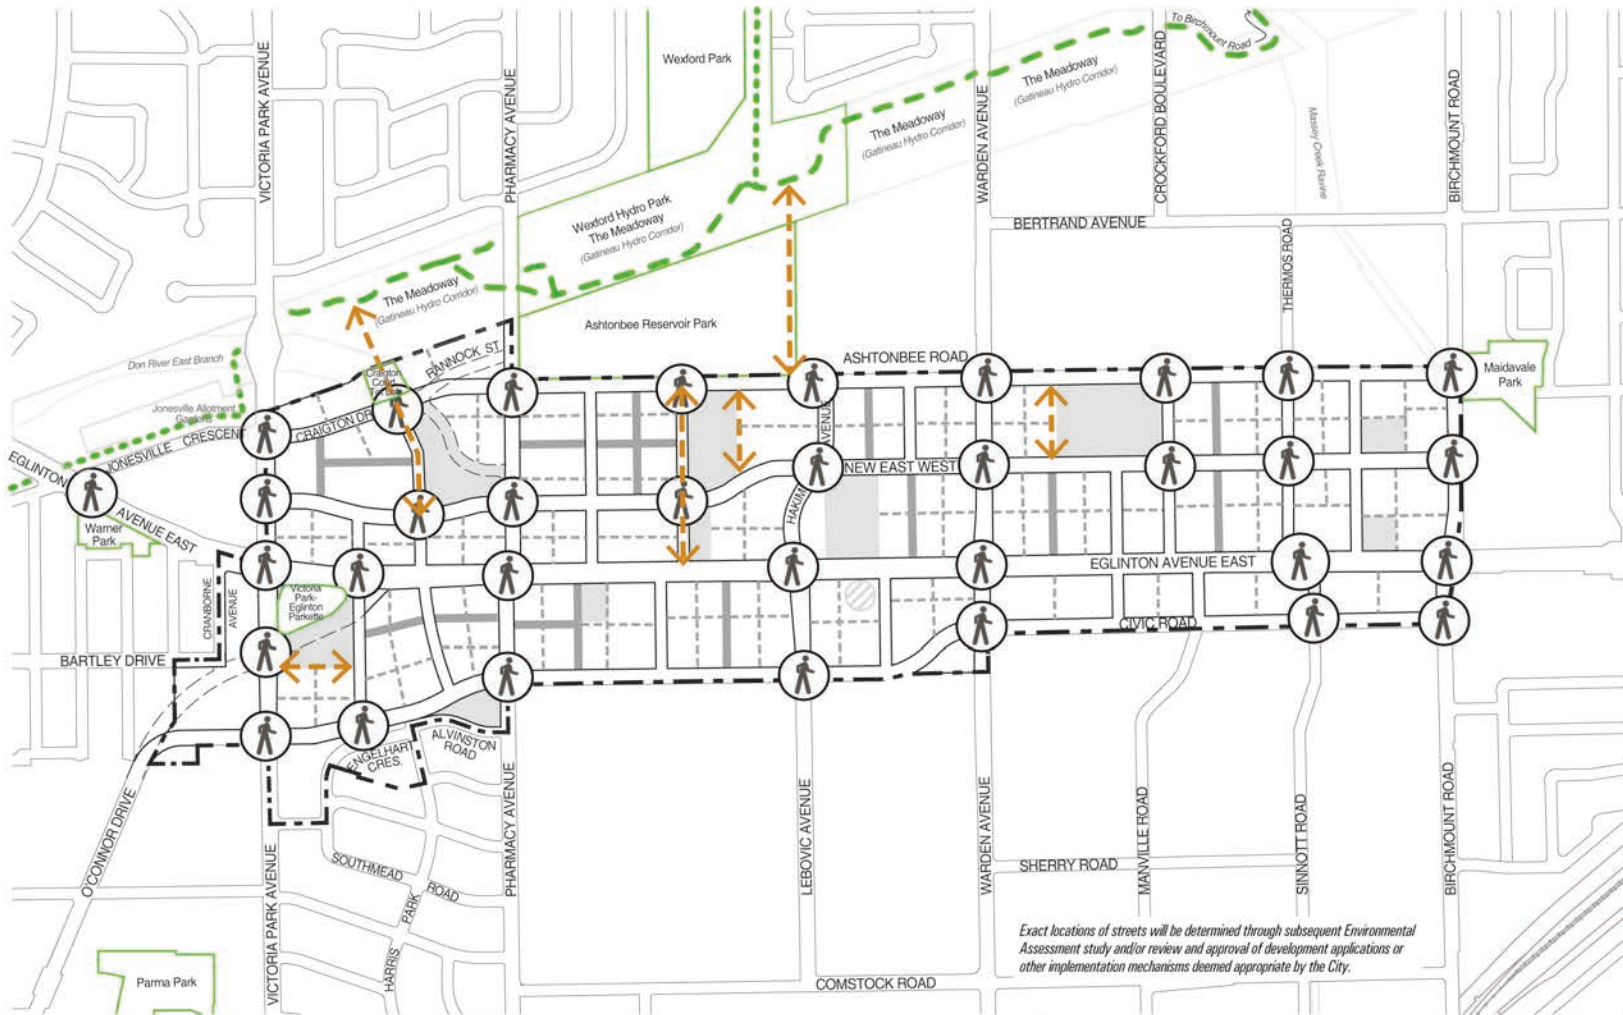 Wexford Park
To Birchmount Road
The Meadoway
(Gatineau Hydro Corridor)
The Meadoway
(Gatineau Hydro Corridor)
VICTORIA PARK AVENUE
PHARMACY AVENUE
WARDEN AVENUE
CROCKFORD BOULEVARD
BIRCHMOUNT ROAD
Massey Creek Ravine
Wexford Hydro Park
The Meadoway
(Gatineau Hydro Corridor)
BERTRAND AVENUE
THERMOS ROAD
The Meadoway
(Gatineau Hydro Corridor)
Ashtonbee Reservoir Park
Don River East Branch
RANNOCK ST
ASHTONBEE ROAD
Maidavale
Park
Craigton
Court
Jonesville Allotment
Gardens
CRAIGTON DR
JONESVILLE CRESCENT
EGLINTON
AVENUE EAST
AVENUE
HAKIM
NEW EAST WEST
Warner
Park
EGLINTON AVENUE EAST
Victoria
Park-
Eglinton
Parkette
CRANBORNE
AVENUE
CIVIC ROAD
BARTLEY DRIVE
ENGELHART
CRES.
ALVINSTON
ROAD
O'CONNOR DRIVE
VICTORIA PARK AVENUE
PHARMACY AVENUE
LEBOVIC AVENUE
WARDEN AVENUE
MANVILLE ROAD
SINNOTT ROAD
BIRCHMOUNT ROAD
SOUTHMEAD ROAD
SHERRY ROAD
HARRIS PARK
Exact locations of streets will be determined through subsequent Environmental
Assessment study and/or review and approval of development applications or
other implementation mechanisms deemed appropriate by the City.
Parma Park
COMSTOCK ROAD